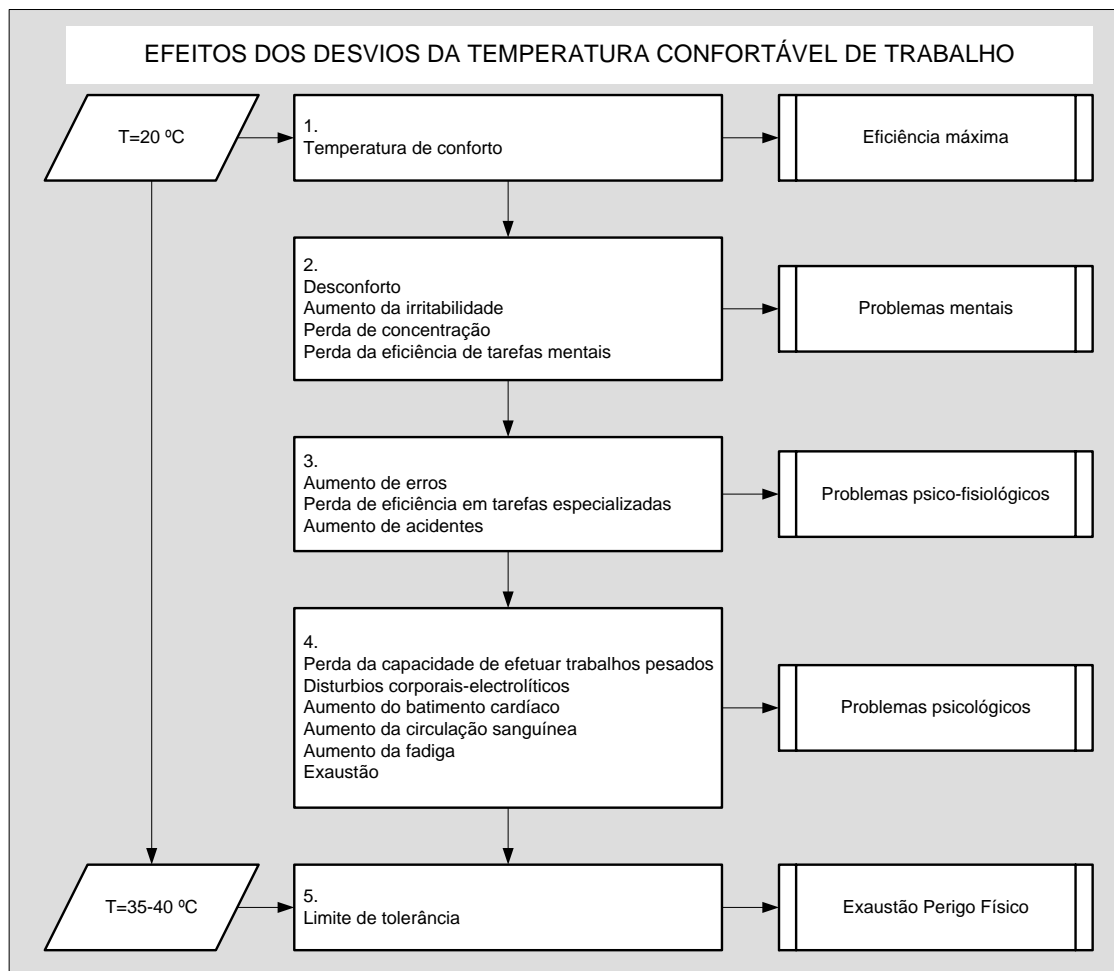 EFEITOS DOS DESVIOS DA TEMPERATURA CONFORTÁVEL DE TRABALHO
T=20 ºC
1.
Temperatura de conforto
Eficiência máxima
2.
Desconforto
Aumento da irritabilidade
Perda de concentração
Perda da eficiência de tarefas mentais
Problemas mentais
3.
Aumento de erros
Perda de eficiência em tarefas especializadas
Aumento de acidentes
Problemas psico-fisiológicos
4.
Perda da capacidade de efetuar trabalhos pesados
Disturbios corporais-electrolíticos
Aumento do batimento cardíaco
Aumento da circulação sanguínea
Aumento da fadiga
Exaustão
Problemas psicológicos
T=35-40 ºC
5.
Limite de tolerância
Exaustão Perigo Físico